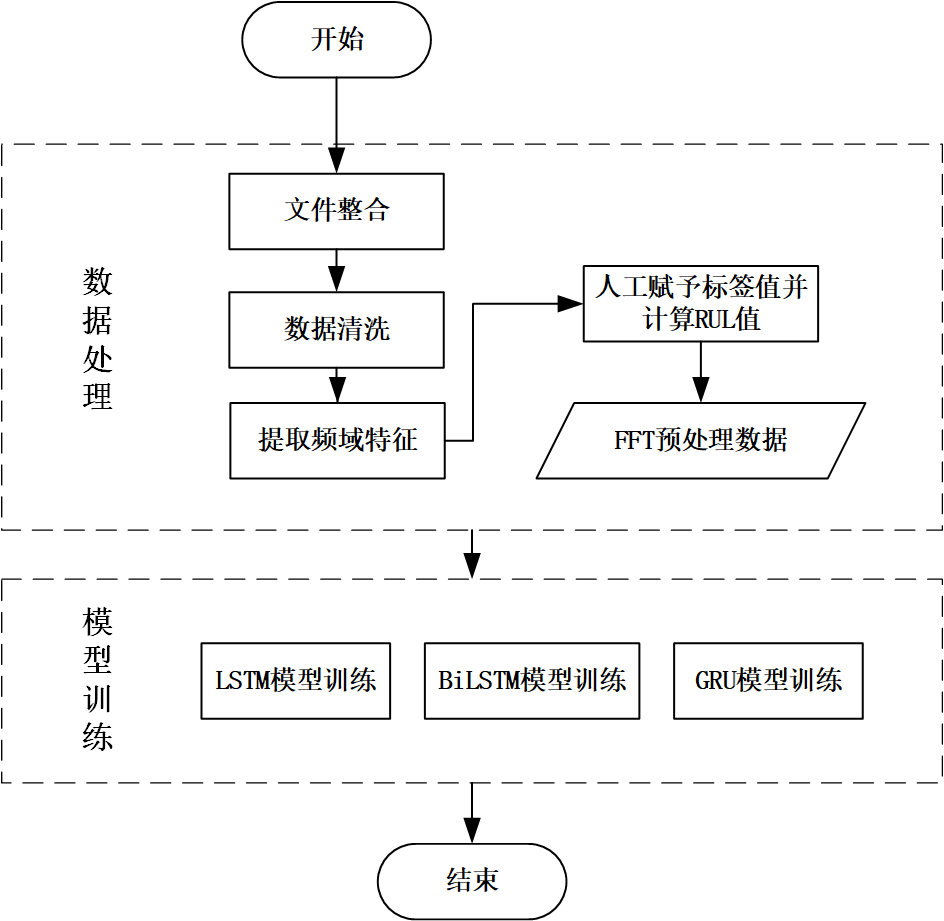 开始
数据处理
文件整合
数据清洗
提取频域特征
人工赋予标签值并
计算RUL值
FFT预处理数据
模型训练
LSTM模型训练
BiLSTM模型训练
GRU模型训练
结束